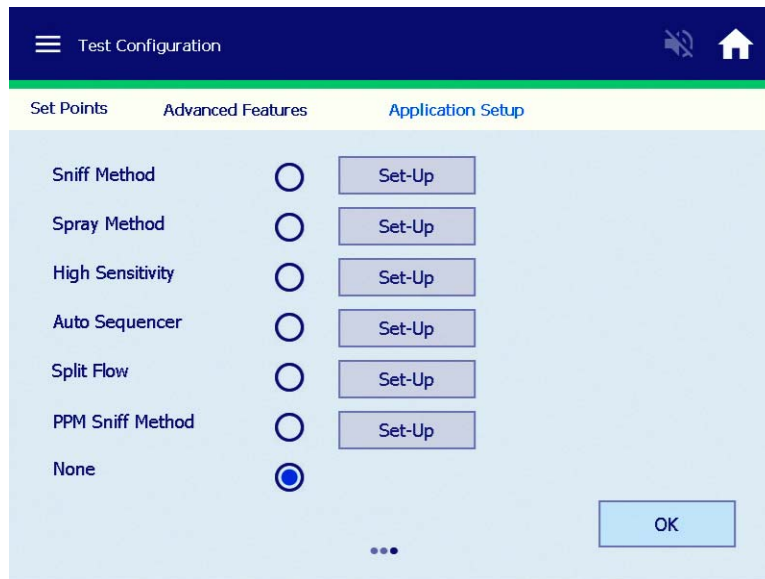 Test Configuration
Set Points Advanced Features Application Setup
Sniff Method Set-Up
Spray Method Set-Up
High Sensitivity Set-Up
Auto Sequencer Set-Up
Split Flow Set-Up
PPM Sniff Method Set-Up
None
OK